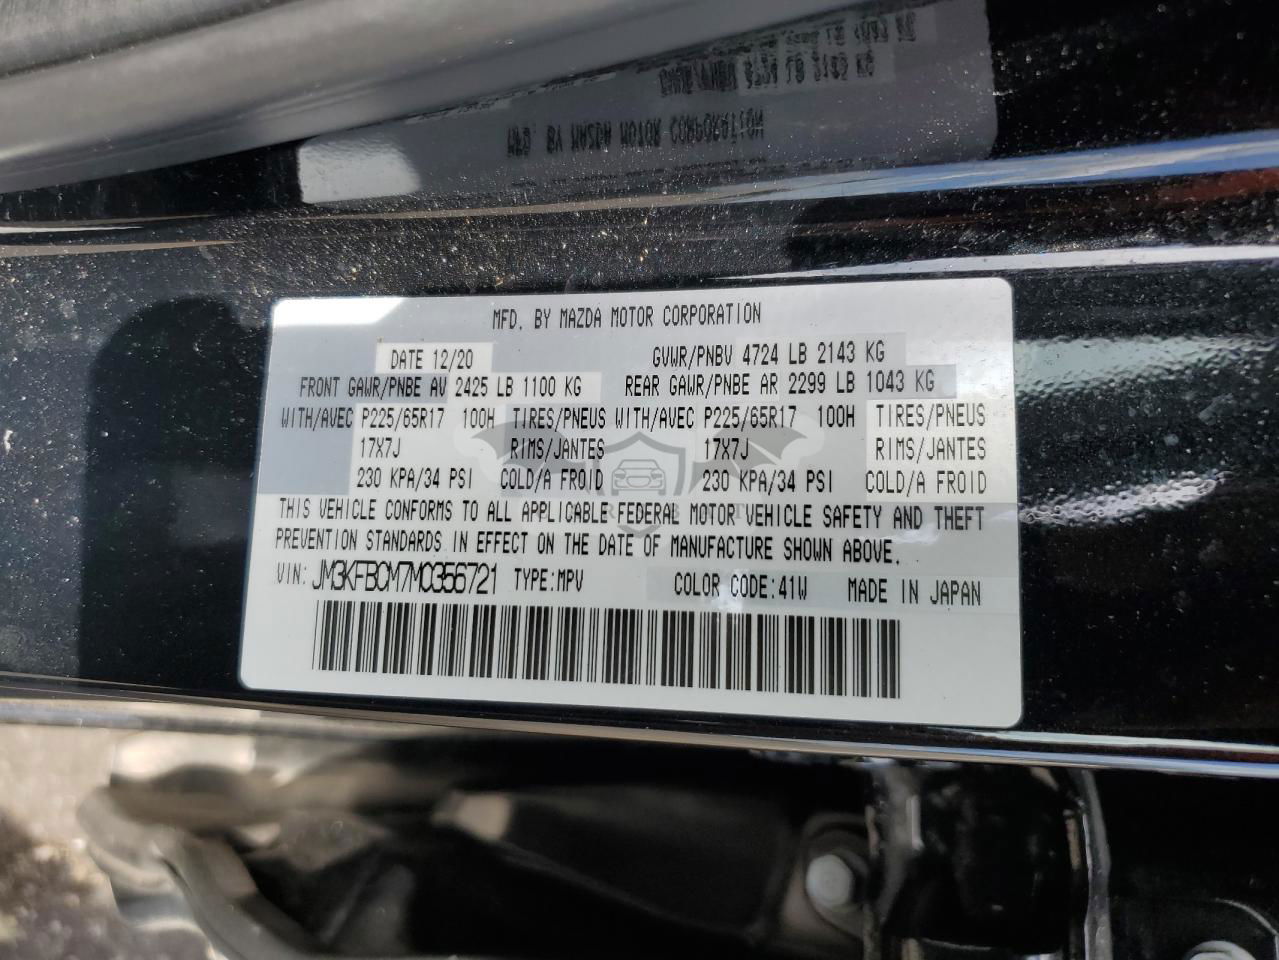 MFD. BY MAZDA MOTOR CORPORATION
DATE 12/20 GVWR/PNBV 4724 LB 2143 KG
FRONT GAWR/PNBE AV 2425 LB 1100 KG REAR GAWR/PNBE AR 2299 LB 1043 KG
WITH/AVEC P225/65R17 100H TIRES/PNEUS WITH/AVEC P225/65R17 100H TIRES/PNEUS
17X7J RIMS/JANTES 17X7J RIMS/JANTES
230 KPA/34 PSI COLD/A FROID 230 KPA/34 PSI COLD/A FROID
THIS VEHICLE CONFORMS TO ALL APPLICABLE FEDERAL MOTOR VEHICLE SAFETY AND THEFT
PREVENTION STANDARDS IN EFFECT ON THE DATE OF MANUFACTURE SHOWN ABOVE.
VIN: JM3KFBCM7M0356721 TYPE:MPV COLOR CODE:41W MADE IN JAPAN